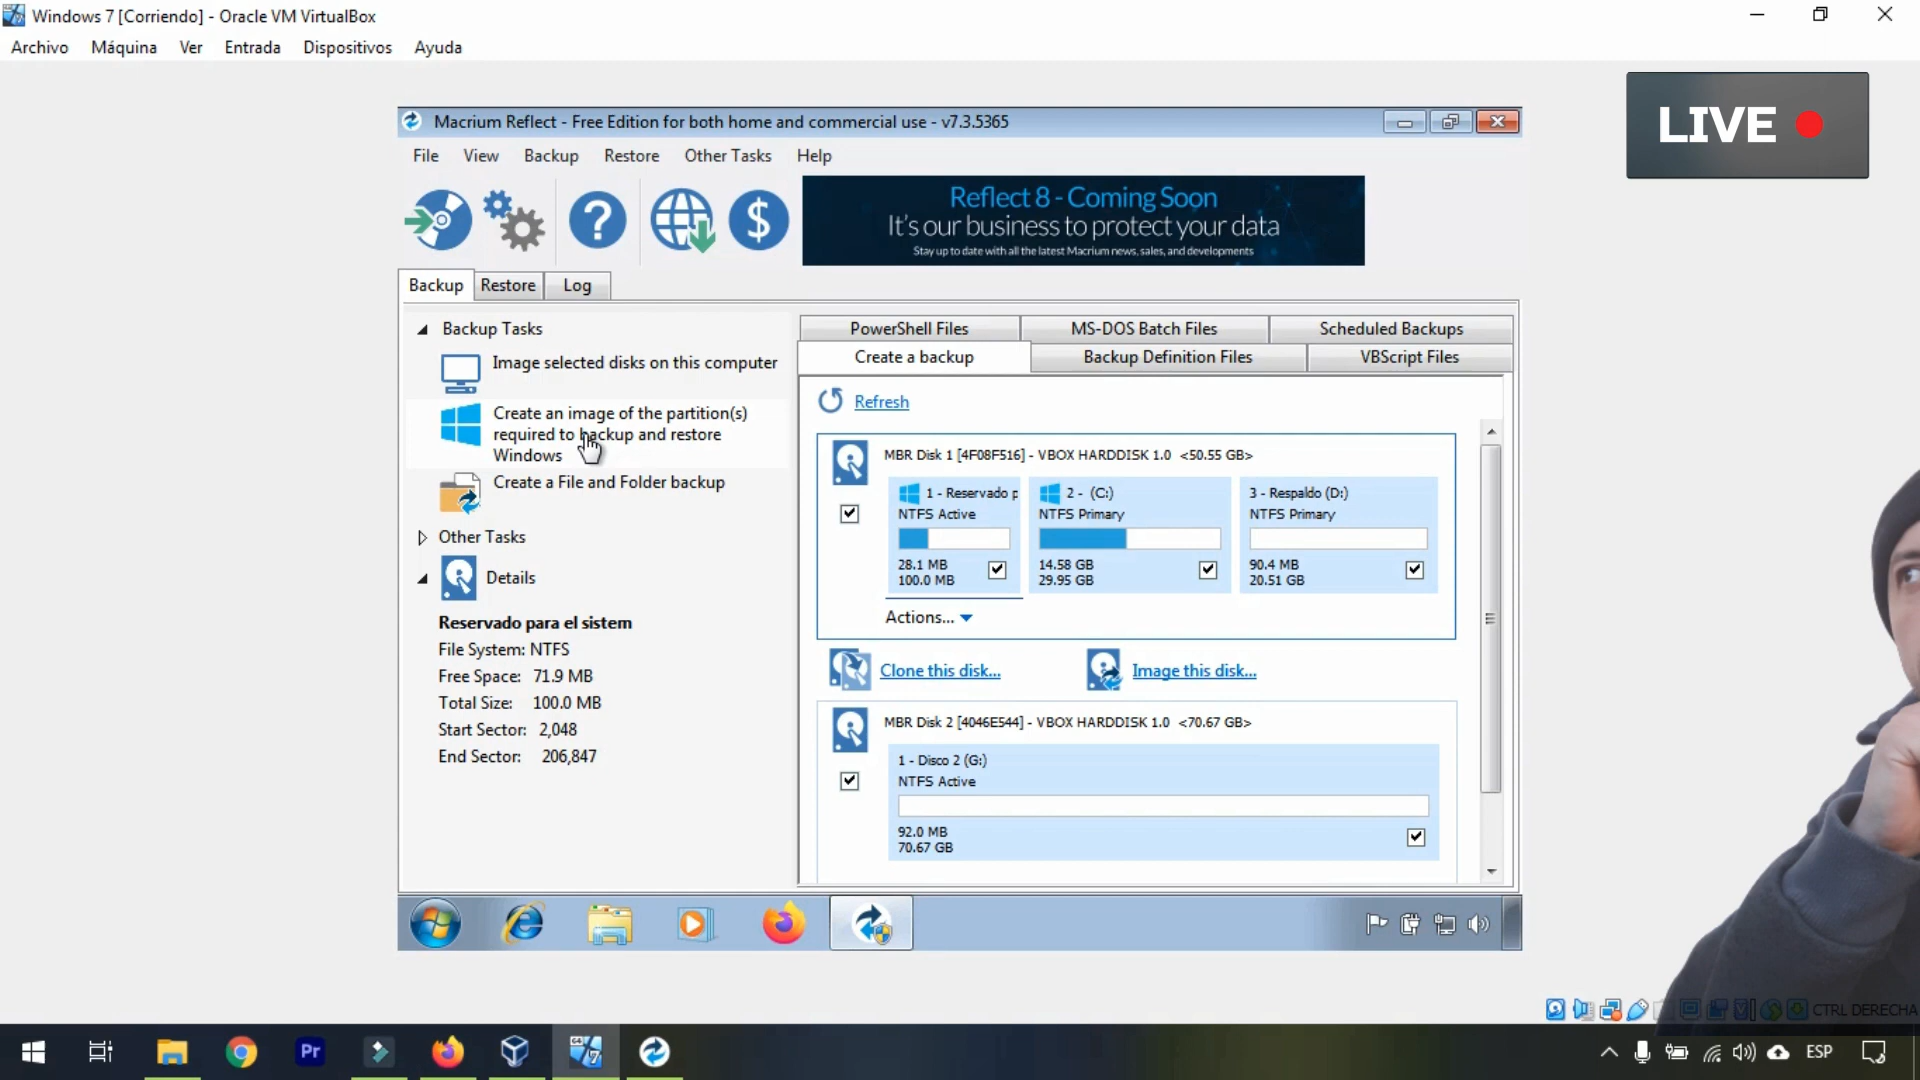 Windows 7 [Corriendo] - Oracle VM VirtualBox
Archivo Máquina Ver Entrada Dispositivos Ayuda
LIVE
Macrium Reflect - Free Edition for both home and commercial use - v7.3.5365
File View Backup Restore Other Tasks Help
Reflect 8 - Coming Soon
It's our business to protect your data
Stay up to date with all the latest Macrium news, sales, and developments
Backup Restore Log
Backup Tasks
Image selected disks on this computer
Create an image of the partition(s)
required to backup and restore
Windows
Create a File and Folder backup
Other Tasks
Details
Reservado para el sistema
File System: NTFS
Free Space: 71.9 MB
Total Size: 100.0 MB
Start Sector: 2,048
End Sector: 206,847
PowerShell Files MS-DOS Batch Files Scheduled Backups
Create a backup Backup Definition Files VBScript Files
Refresh
MBR Disk 1 [4F08F516] - VBOX HARDDISK 1.0 <50.55 GB>
1 - Reservado p
NTFS Active
28.1 MB
100.0 MB
2 - (C:)
NTFS Primary
14.58 GB
29.95 GB
3 - Respaldo (D:)
NTFS Primary
90.4 MB
20.51 GB
Actions...
Clone this disk... Image this disk...
MBR Disk 2 [4046E544] - VBOX HARDDISK 1.0 <70.67 GB>
1 - Disco 2 (G:)
NTFS Active
92.0 MB
70.67 GB
CTRL DERECHA
Pr
64
7
ESP